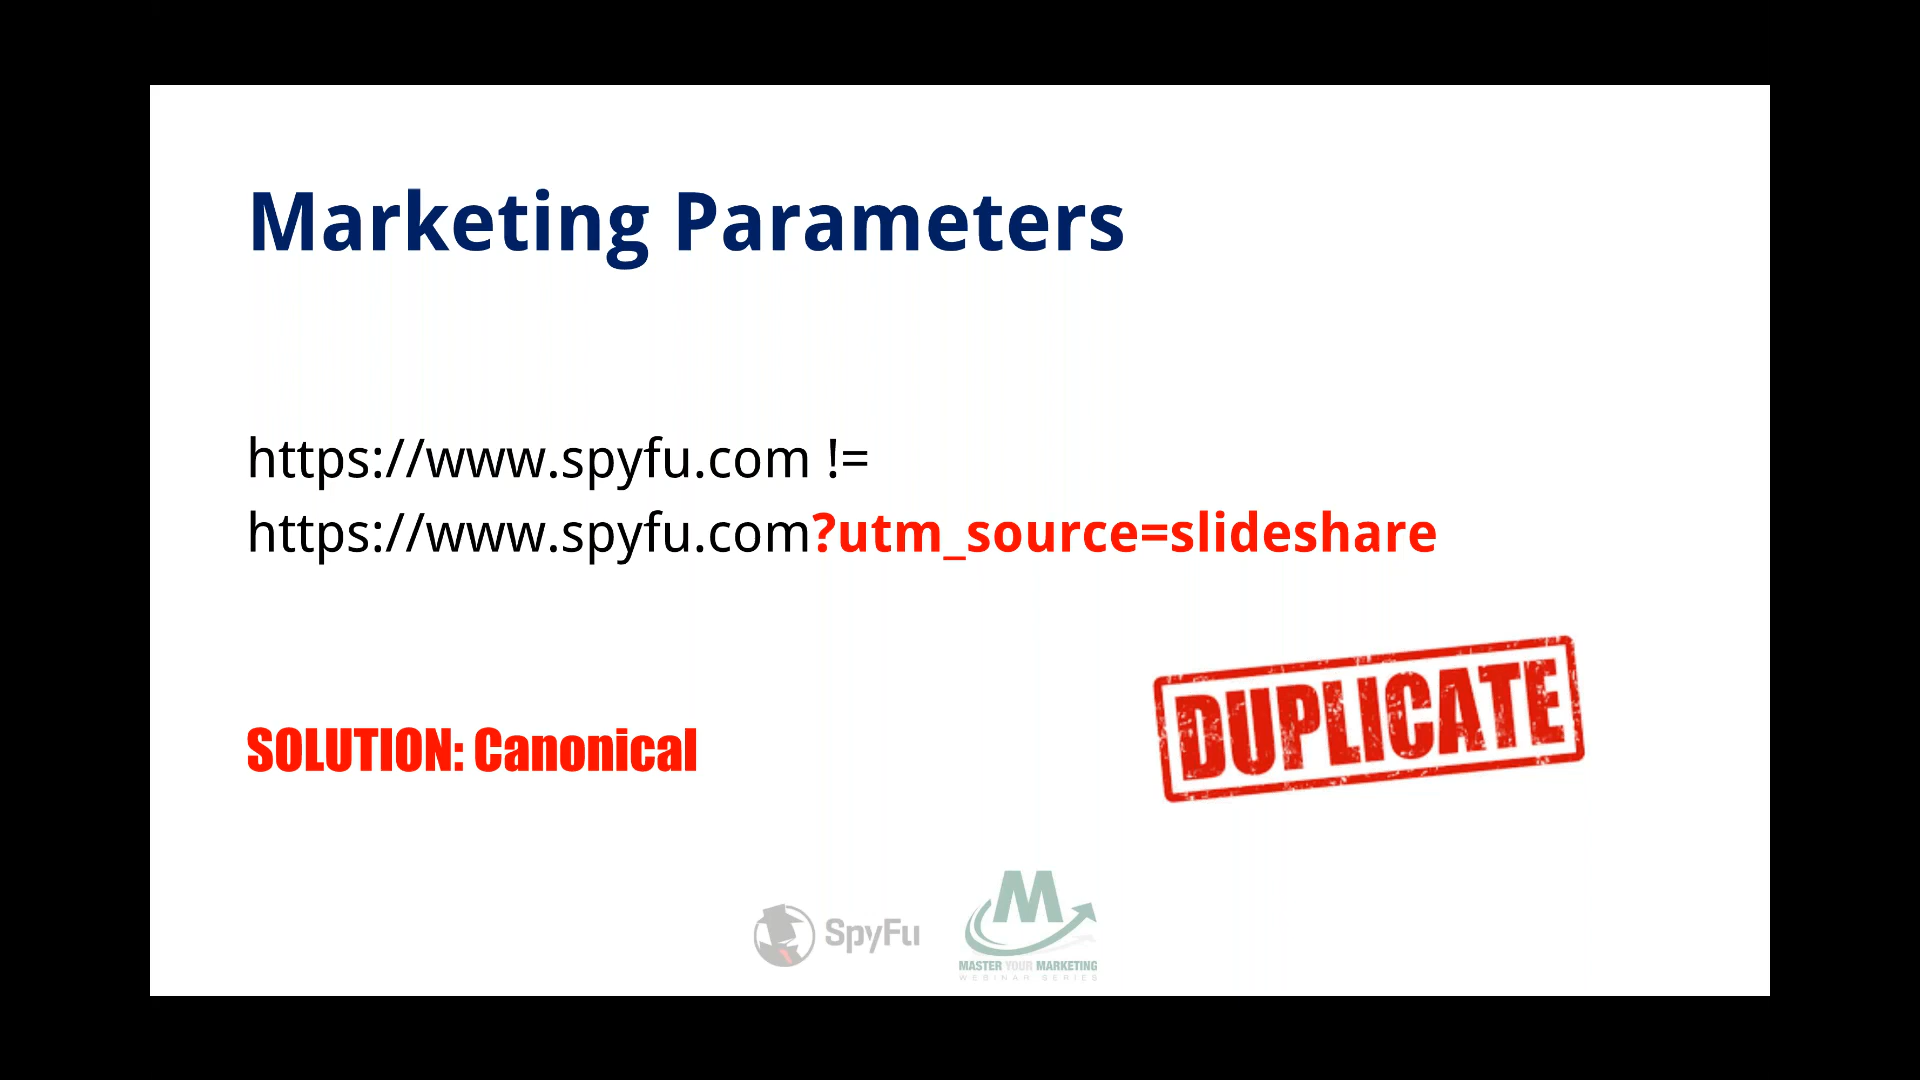 Marketing Parameters
https://www.spyfu.com !=
https://www.spyfu.com?utm_source=slideshare
DUPLICATE
SOLUTION: Canonical
SpyFu
M
MASTER YOUR MARKETING
WEBINAR SERIES